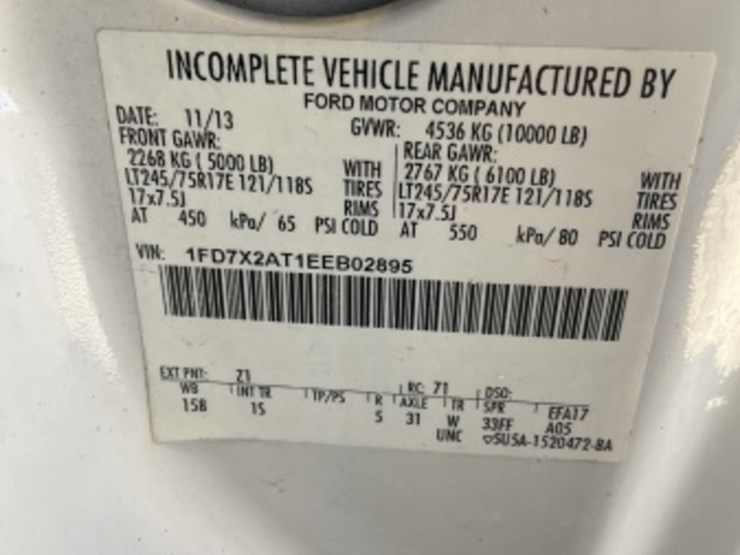 INCOMPLETE VEHICLE MANUFACTURED BY
FORD MOTOR COMPANY
DATE: 11/13 GVWR: 4536 KG (10000 LB)
FRONT GAWR: REAR GAWR:
2268 KG ( 5000 LB) WITH 2767 KG ( 6100 LB) WITH
LT245/75R17E 121/118S TIRES LT245/75R17E 121/118S TIRES
17x7.5J RIMS 17x7.5J RIMS
AT 450 kPa/ 65 PSI COLD AT 550 kPa/ 80 PSI COLD
VIN: 1FD7X2AT1EEB02895
EXT PNT: Z1 RC: 71 DSO:
WB INT TR TP/PS R AXLE TR SPR EFA17
158 15 5 31 W 33FF A05
UNC ▽SU5A-1520472-BA